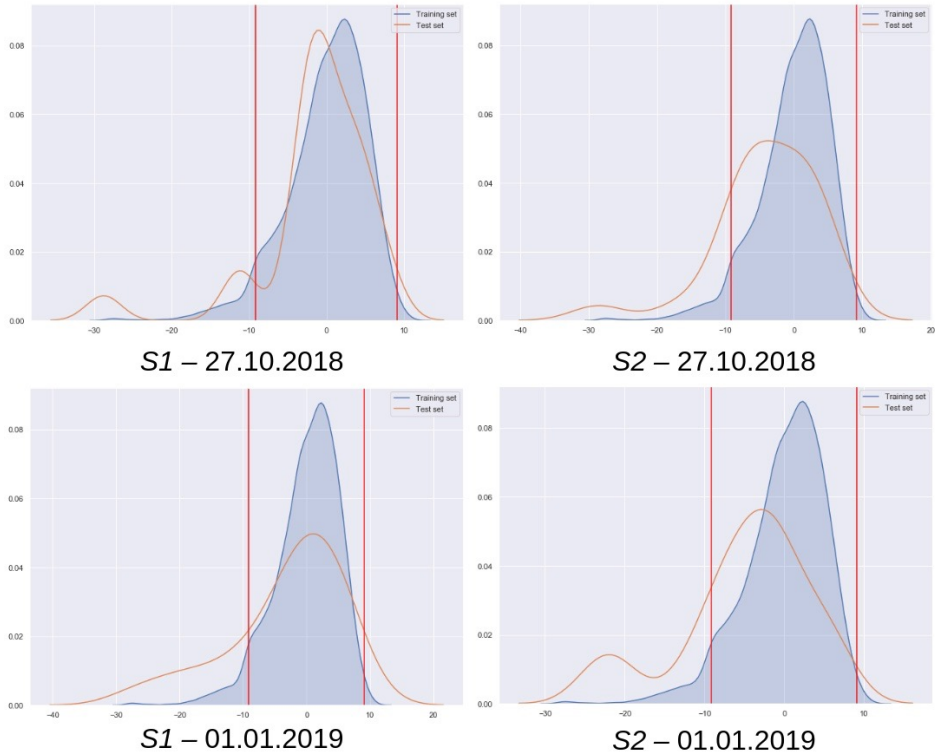 Training set
Test set
0.08
0.06
0.04
0.02
0.00
−30 −20 −10 0 10
S1 – 27.10.2018
Training set
Test set
0.08
0.06
0.04
0.02
0.00
−40 −30 −20 −10 0 10 20
S2 – 27.10.2018
Training set
Test set
0.08
0.06
0.04
0.02
0.00
−40 −30 −20 −10 0 10 20
S1 – 01.01.2019
Training set
Test set
0.08
0.06
0.04
0.02
0.00
−30 −20 −10 0 10
S2 – 01.01.2019